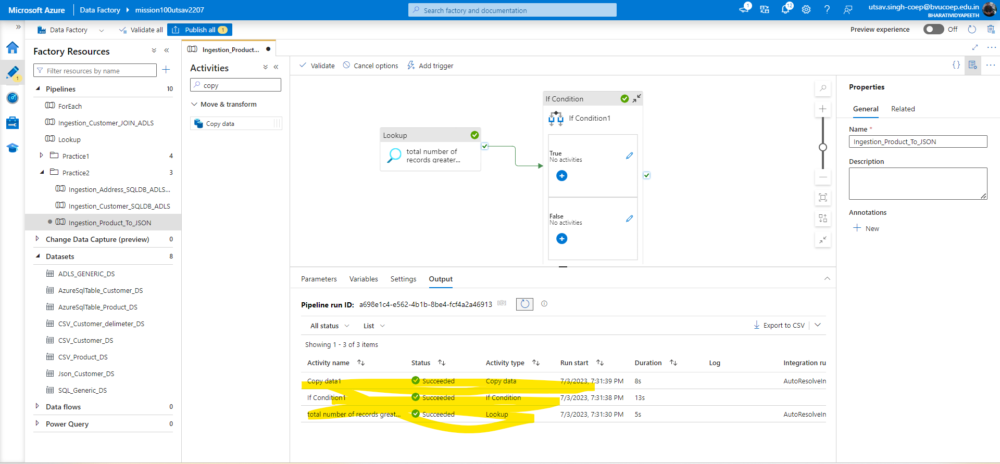 Microsoft Azure
Data Factory
mission100utsav2207
Search factory and documentation
1
12
utsav.singh-coep@bvucoep.edu.in
BHARATIVIDYAPEETH
Data Factory
Validate all
Publish all 1
Preview experience
Off
1
Factory Resources
Filter resources by name
Pipelines 10
ForEach
Ingestion_Customer_JOIN_ADLS
Lookup
Practice1 4
Practice2 3
Ingestion_Address_SQLDB_ADLS...
Ingestion_Customer_SQLDB_ADLS
Ingestion_Product_To_JSON
Change Data Capture (preview) 0
Datasets 8
ADLS_GENERIC_DS
AzureSqlTable_Customer_DS
AzureSqlTable_Product_DS
CSV_Customer_delimeter_DS
CSV_Customer_DS
CSV_Product_DS
Json_Customer_DS
SQL_Generic_DS
Data flows 0
Power Query 0
Ingestion_Product...
Activities
copy
Move & transform
Copy data
Validate
Cancel options
Add trigger
Lookup
total number of
records greater...
If Condition
If Condition1
True
No activities
False
No activities
Parameters
Variables
Settings
Output
Pipeline run ID: a698e1c4-e562-4b1b-8be4-fcf4a2a46913
All status
List
Export to CSV
Showing 1 - 3 of 3 items
Activity name Status Activity type Run start Duration Log Integration ru
Copy data1 Succeeded Copy data 7/3/2023, 7:31:39 PM 8s AutoResolveIn
If Condition1 Succeeded If Condition 7/3/2023, 7:31:38 PM 13s
total number of records great... Succeeded Lookup 7/3/2023, 7:31:30 PM 5s AutoResolveIn
Properties
General
Related
Name *
Ingestion_Product_To_JSON
Description
Annotations
New